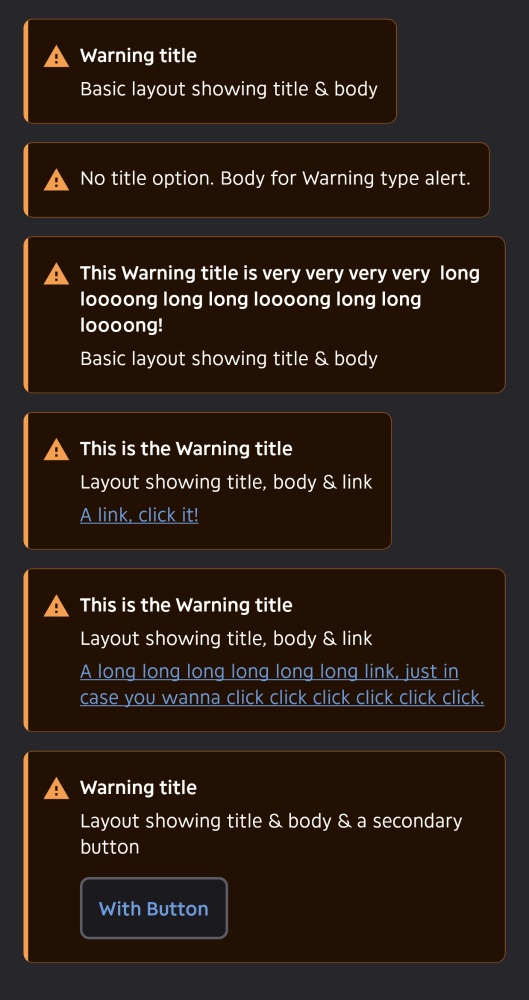 Warning title
Basic layout showing title & body
No title option. Body for Warning type alert.
This Warning title is very very very very  long
loooong long long loooong long long
loooong!
Basic layout showing title & body
This is the Warning title
Layout showing title, body & link
A link, click it!
This is the Warning title
Layout showing title, body & link
A long long long long long long link, just in
case you wanna click click click click click click.
Warning title
Layout showing title & body & a secondary
button
With Button